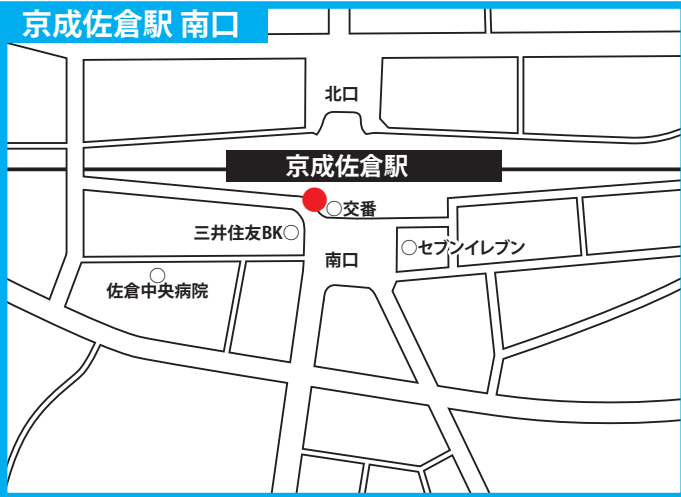 京成佐倉駅 南口
北口
京成佐倉駅
○交番
三井住友BK○
南口
○セブンイレブン
佐倉中央病院